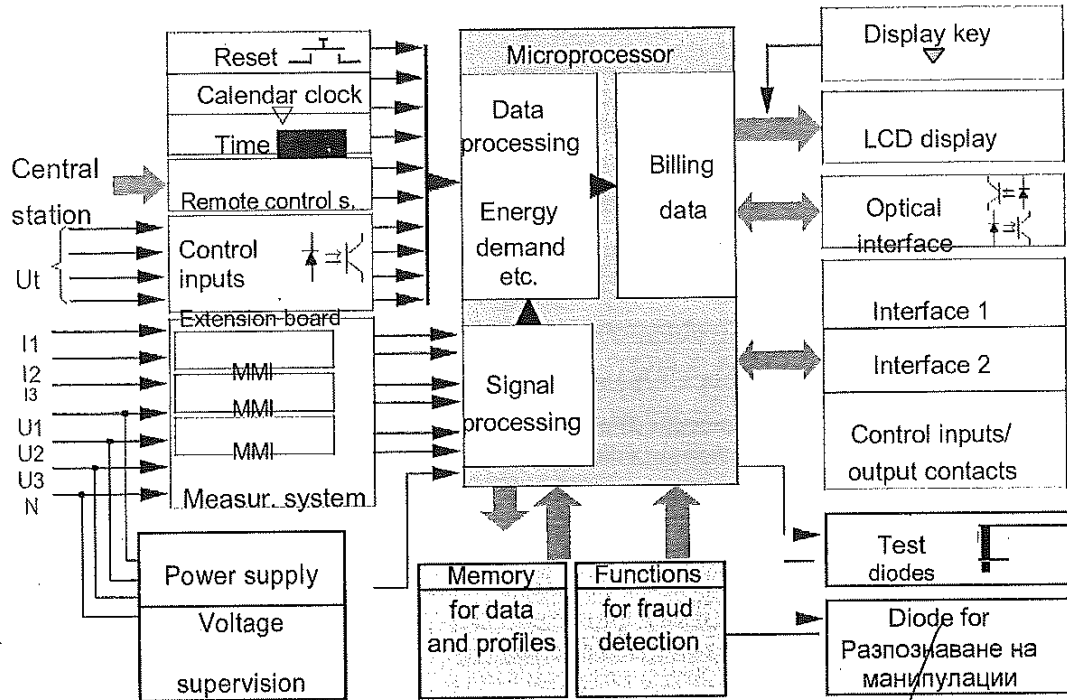 Reset
Calendar clock
Time
Central
station
Remote control s.
Control
inputs
Ut
Extension board
I1
I2
I3
U1
U2
U3
N
MMI
MMI
MMI
Measur. system
Power supply
Voltage
supervision
Microprocessor
Data
processing
Energy
demand
etc.
Billing
data
Signal
processing
Memory
for data
and profiles
Functions
for fraud
detection
Display key
LCD display
Optical
interface
Interface 1
Interface 2
Control inputs/
output contacts
Test
diodes
Diode for
Разпознаване на
манипулации